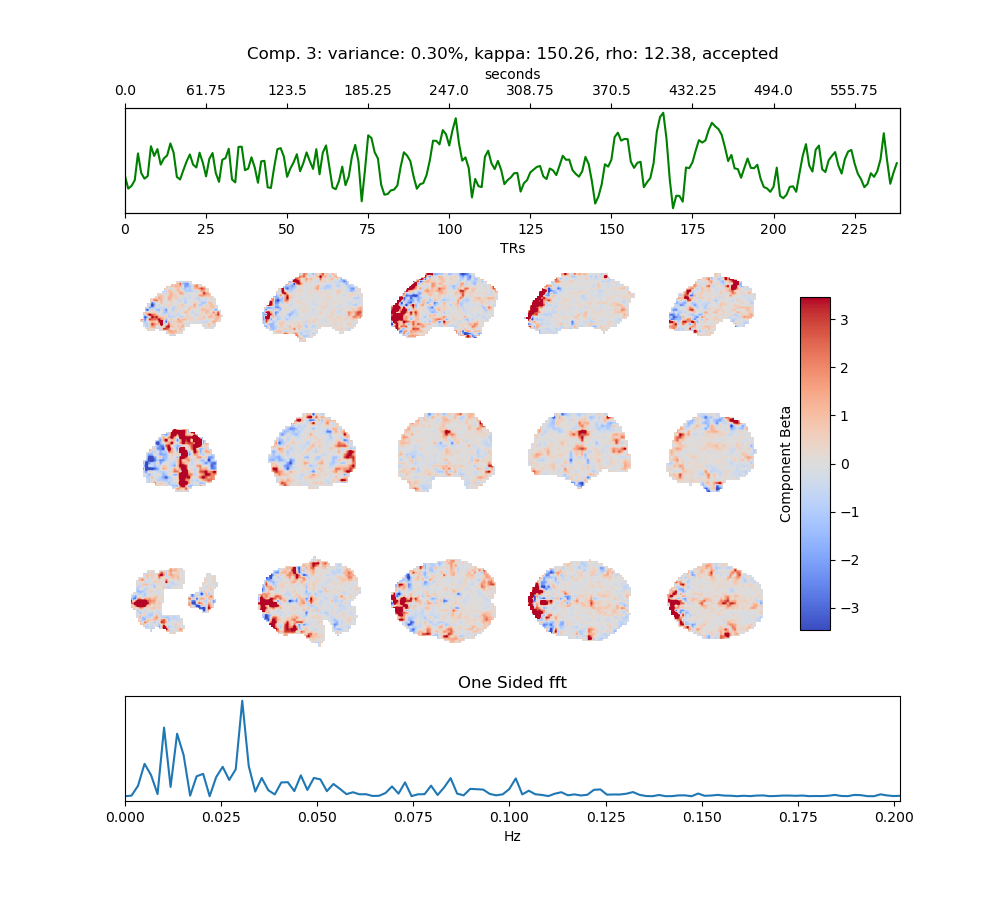 Comp. 3: variance: 0.30%, kappa: 150.26, rho: 12.38, accepted
seconds
0.0 61.75 123.5 185.25 247.0 308.75 370.5 432.25 494.0 555.75
0 25 50 75 100 125 150 175 200 225
TRs
3
2
1
0
−1
−2
−3
Component Beta
One Sided fft
0.000 0.025 0.050 0.075 0.100 0.125 0.150 0.175 0.200
Hz